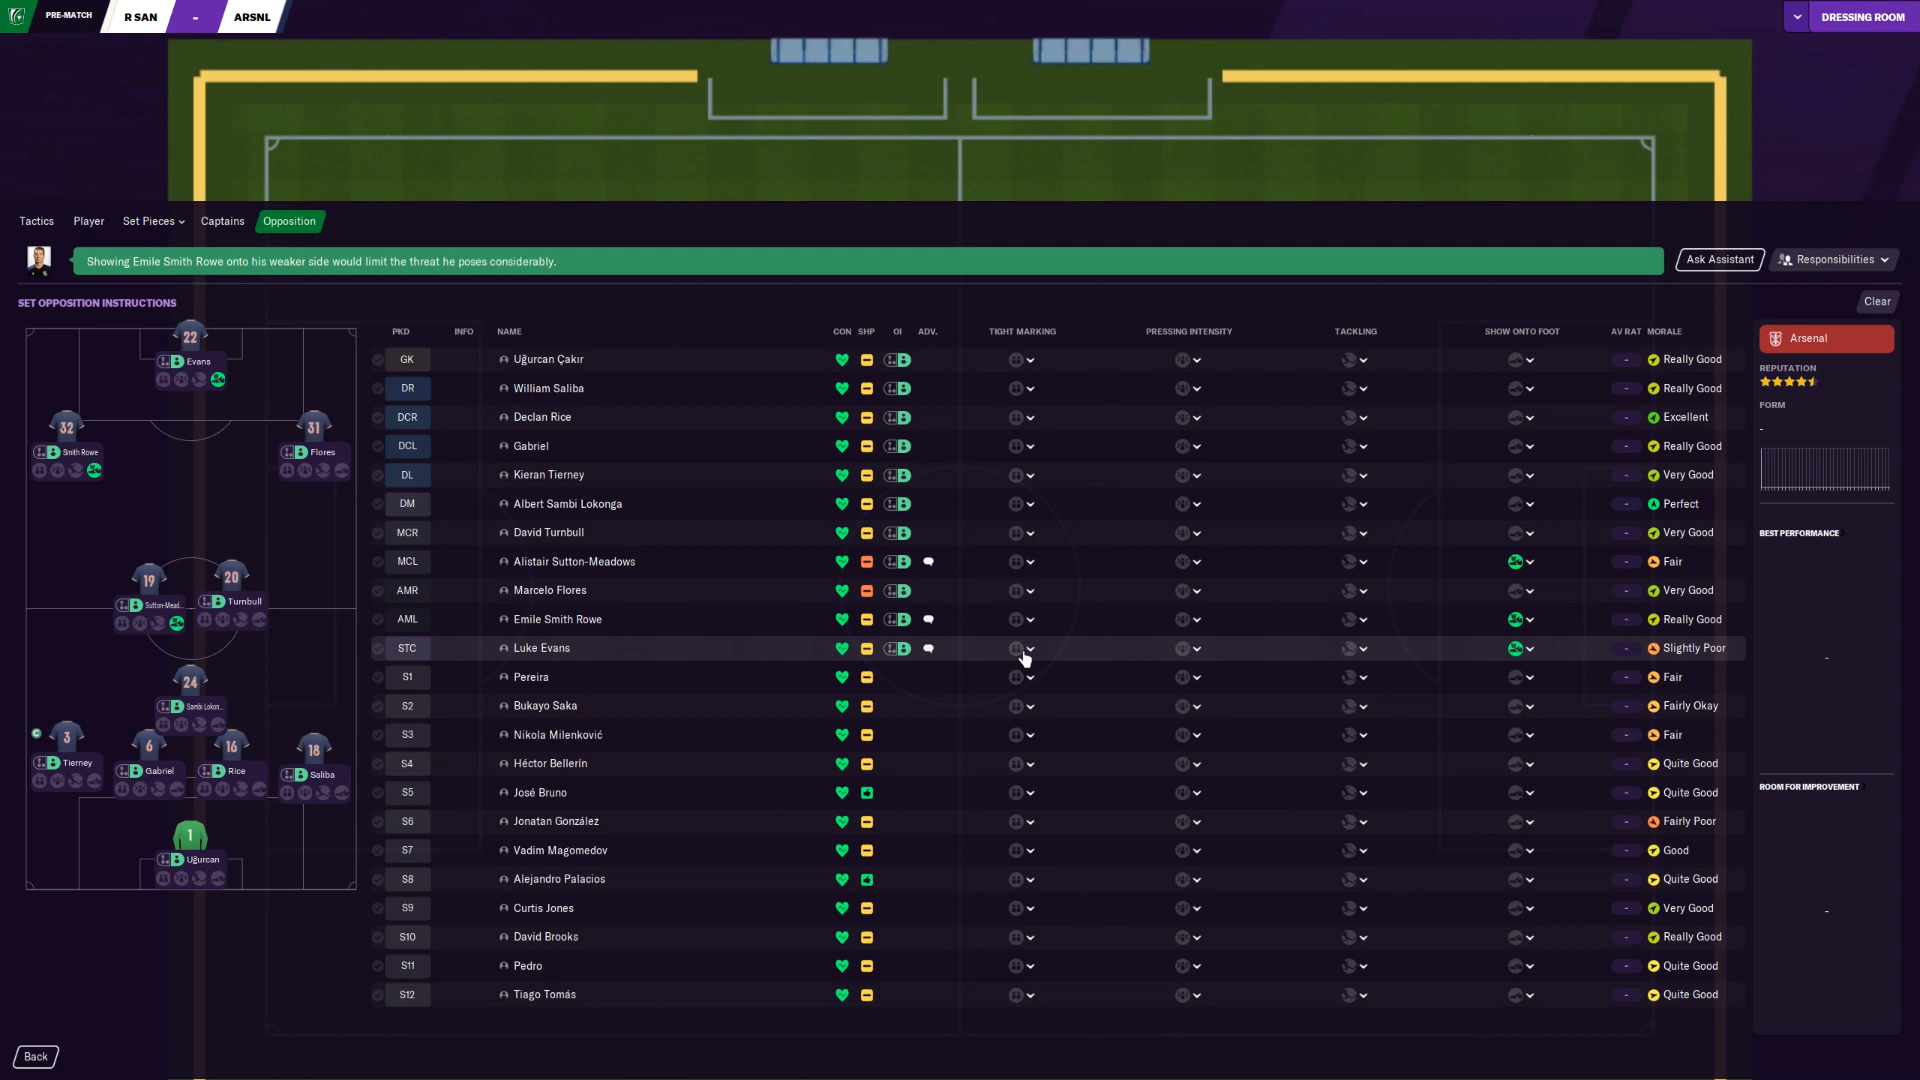 PRE-MATCH
R SAN
-
ARSNL
DRESSING ROOM
Tactics Player Set Pieces Captains Opposition
Showing Emile Smith Rowe onto his weaker side would limit the threat he poses considerably.
Ask Assistant
Responsibilities
SET OPPOSITION INSTRUCTIONS
Clear
22
Evans
32
Smith Rowe
31
Flores
19
Sutton-Mead...
20
Turnbull
24
Sambi Lokon...
C
3
Tierney
6
Gabriel
16
Rice
18
Saliba
1
Uğurcan
PKD INFO NAME CON SHP OI ADV. TIGHT MARKING PRESSING INTENSITY TACKLING SHOW ONTO FOOT AV RAT MORALE
GK Uğurcan Çakır - Really Good
DR William Saliba - Really Good
DCR Declan Rice - Excellent
DCL Gabriel - Really Good
DL Kieran Tierney - Very Good
DM Albert Sambi Lokonga - Perfect
MCR David Turnbull - Very Good
MCL Alistair Sutton-Meadows - Fair
AMR Marcelo Flores - Very Good
AML Emile Smith Rowe - Really Good
STC Luke Evans - Slightly Poor
S1 Pereira - Fair
S2 Bukayo Saka - Fairly Okay
S3 Nikola Milenković - Fair
S4 Héctor Bellerín - Quite Good
S5 José Bruno - Quite Good
S6 Jonatan González - Fairly Poor
S7 Vadim Magomedov - Good
S8 Alejandro Palacios - Quite Good
S9 Curtis Jones - Very Good
S10 David Brooks - Really Good
S11 Pedro - Quite Good
S12 Tiago Tomás - Quite Good
Arsenal
REPUTATION
FORM
-
BEST PERFORMANCE
-
ROOM FOR IMPROVEMENT
-
Back